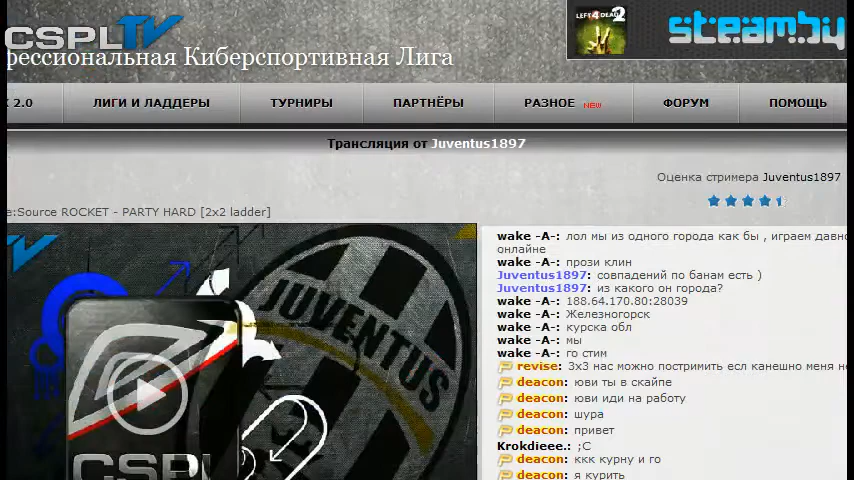 CSPLTV
LEFT 4 DEAD 2
steamby
фессиональная Киберспортивная Лига
2.0 ЛИГИ И ЛАДДЕРЫ ТУРНИРЫ ПАРТНЁРЫ РАЗНОЕ NEW ФОРУМ ПОМОЩЬ
Трансляция от Juventus1897
Оценка стримера Juventus1897
e:Source ROCKET - PARTY HARD [2x2 ladder]
TV
JUVENTUS
CSPL
wake -A-: лол мы из одного города как бы , играем давно
онлайне
wake -A-: прози клин
Juventus1897: совпадений по банам есть )
Juventus1897: из какого он города?
wake -A-: 188.64.170.80:28039
wake -A-: Железногорск
wake -A-: курска обл
wake -A-: мы
wake -A-: го стим
revise: 3х3 нас можно постримить есл канешно меня н
deacon: юви ты в скайпе
deacon: юви иди на работу
deacon: шура
deacon: привет
Krokdieee.: ;С
deacon: ккк курну и го
deacon: я курить